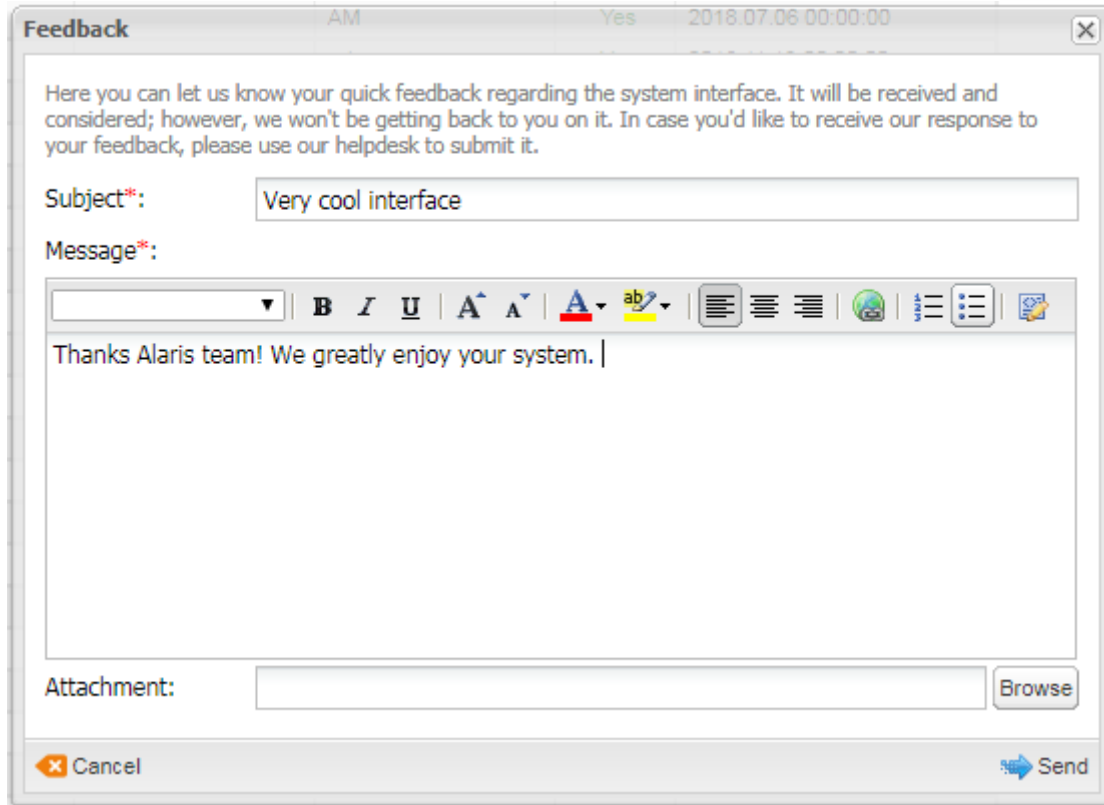 AM Yes 2018.07.06 00:00:00
Feedback
Here you can let us know your quick feedback regarding the system interface. It will be received and
considered; however, we won't be getting back to you on it. In case you'd like to receive our response to
your feedback, please use our helpdesk to submit it.
Subject*: Very cool interface
Message*:
B I U A A A ab
Thanks Alaris team! We greatly enjoy your system.
Attachment: Browse
Cancel Send